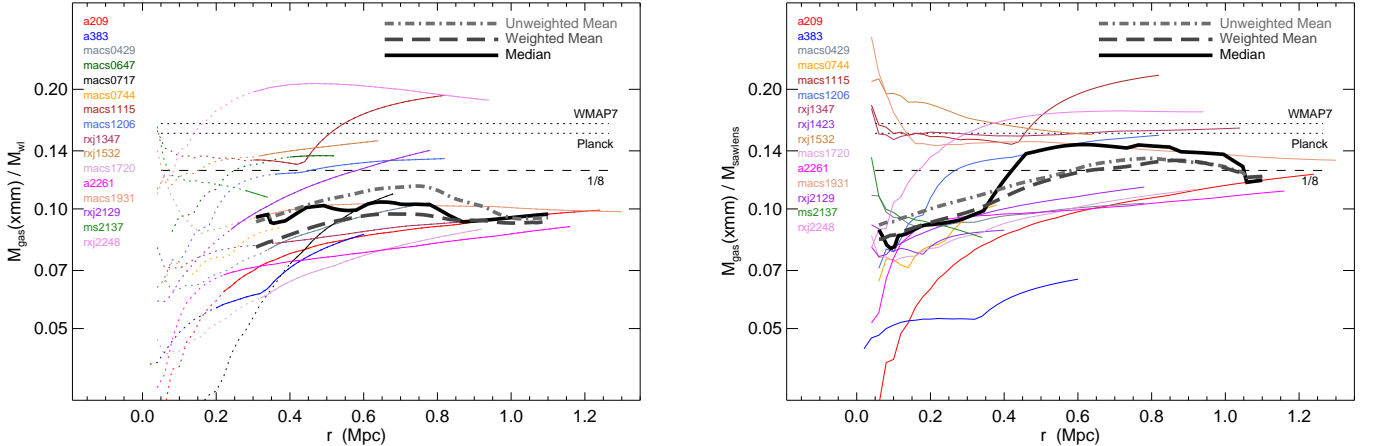 a209
a383
macs0429
macs0647
macs0717
macs0744
macs1115
macs1206
rxj1347
rxj1532
macs1720
a2261
macs1931
rxj2129
ms2137
rxj2248
Unweighted Mean
Weighted Mean
Median
WMAP7
Planck
1/8
0.20
0.14
0.10
0.07
0.05
M_gas(xmm) / M_wl
0.0 0.2 0.4 0.6 0.8 1.0 1.2
r (Mpc)
a209
a383
macs0429
macs0744
macs1115
macs1206
rxj1347
rxj1423
rxj1532
macs1720
a2261
macs1931
rxj2129
ms2137
rxj2248
Unweighted Mean
Weighted Mean
Median
WMAP7
Planck
1/8
0.20
0.14
0.10
0.07
0.05
M_gas(xmm) / M_sawlens
0.0 0.2 0.4 0.6 0.8 1.0 1.2
r (Mpc)